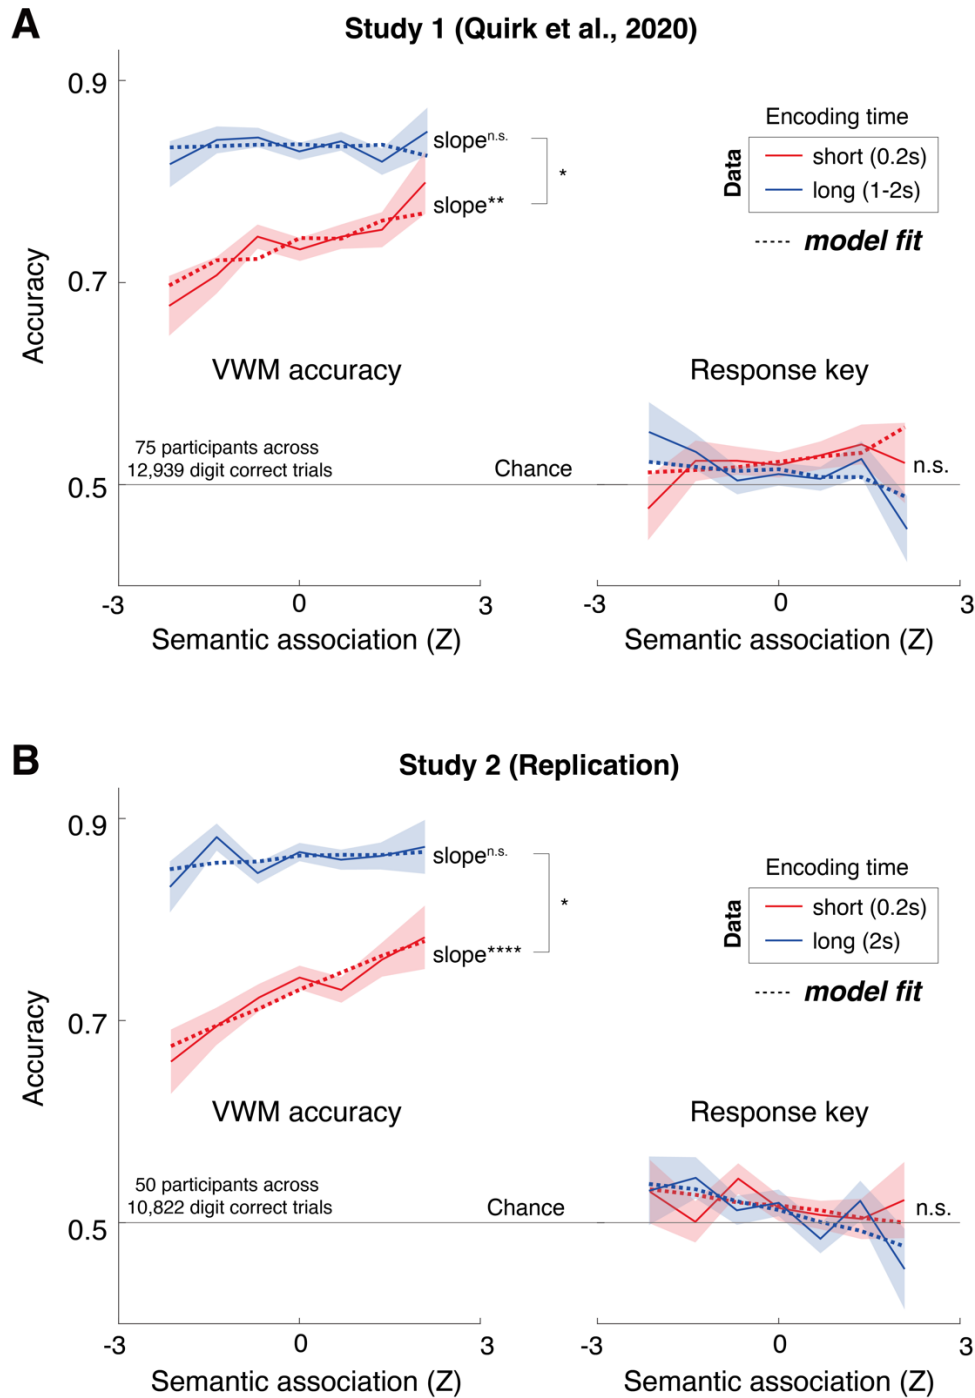 A
Study 1 (Quirk et al., 2020)
0.9
0.7
0.5
Accuracy
slope n.s.
*
slope**
Encoding time
Data
short (0.2s)
long (1-2s)
model fit
VWM accuracy
Response key
75 participants across
12,939 digit correct trials
Chance
n.s.
-3
0
3
-3
0
3
Semantic association (Z)
Semantic association (Z)
B
Study 2 (Replication)
0.9
0.7
0.5
Accuracy
slope n.s.
*
slope****
Encoding time
Data
short (0.2s)
long (2s)
model fit
VWM accuracy
Response key
50 participants across
10,822 digit correct trials
Chance
n.s.
-3
0
3
-3
0
3
Semantic association (Z)
Semantic association (Z)